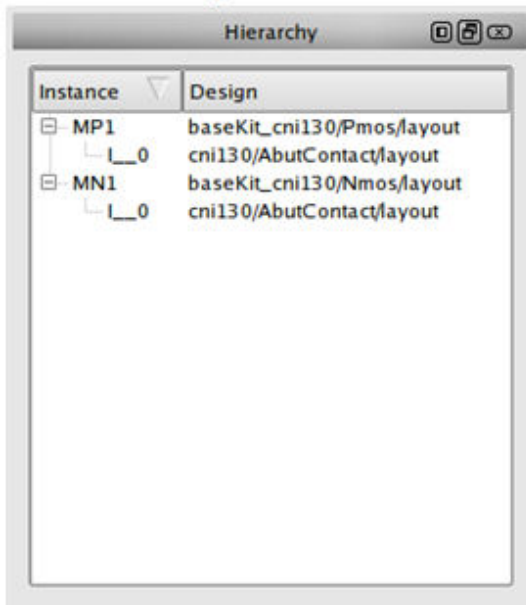 Hierarchy
Instance Design
MP1 baseKit_cni130/Pmos/layout
I__0 cni130/AbutContact/layout
MN1 baseKit_cni130/Nmos/layout
I__0 cni130/AbutContact/layout